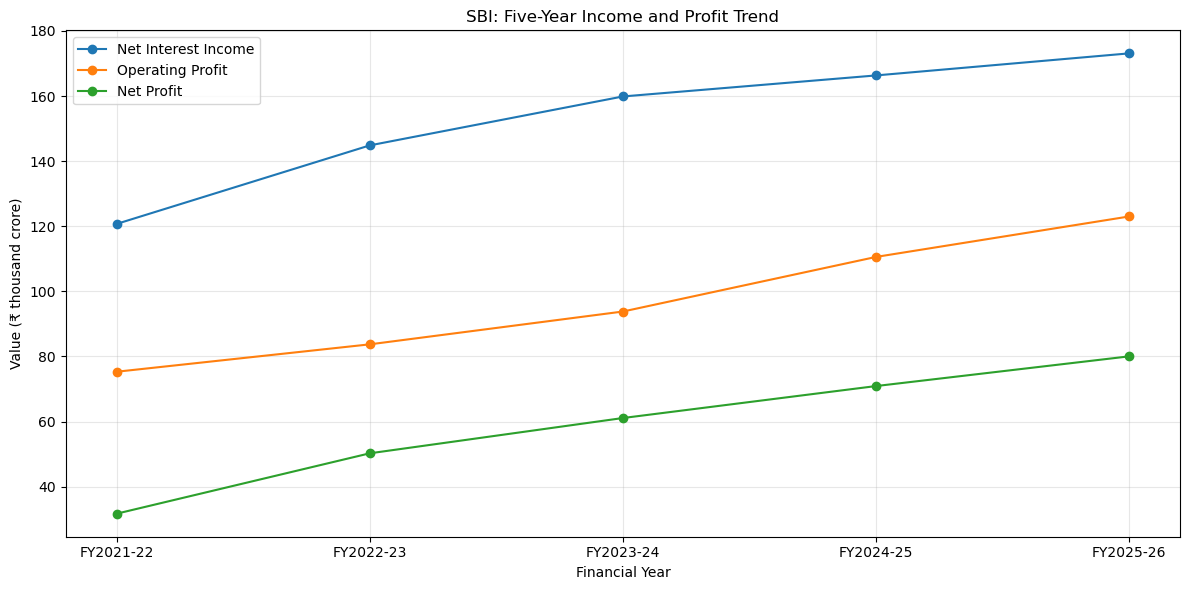 SBI: Five-Year Income and Profit Trend
Net Interest Income
Operating Profit
Net Profit
Value (₹ thousand crore)
180
160
140
120
100
80
60
40
FY2021-22
FY2022-23
FY2023-24
FY2024-25
FY2025-26
Financial Year